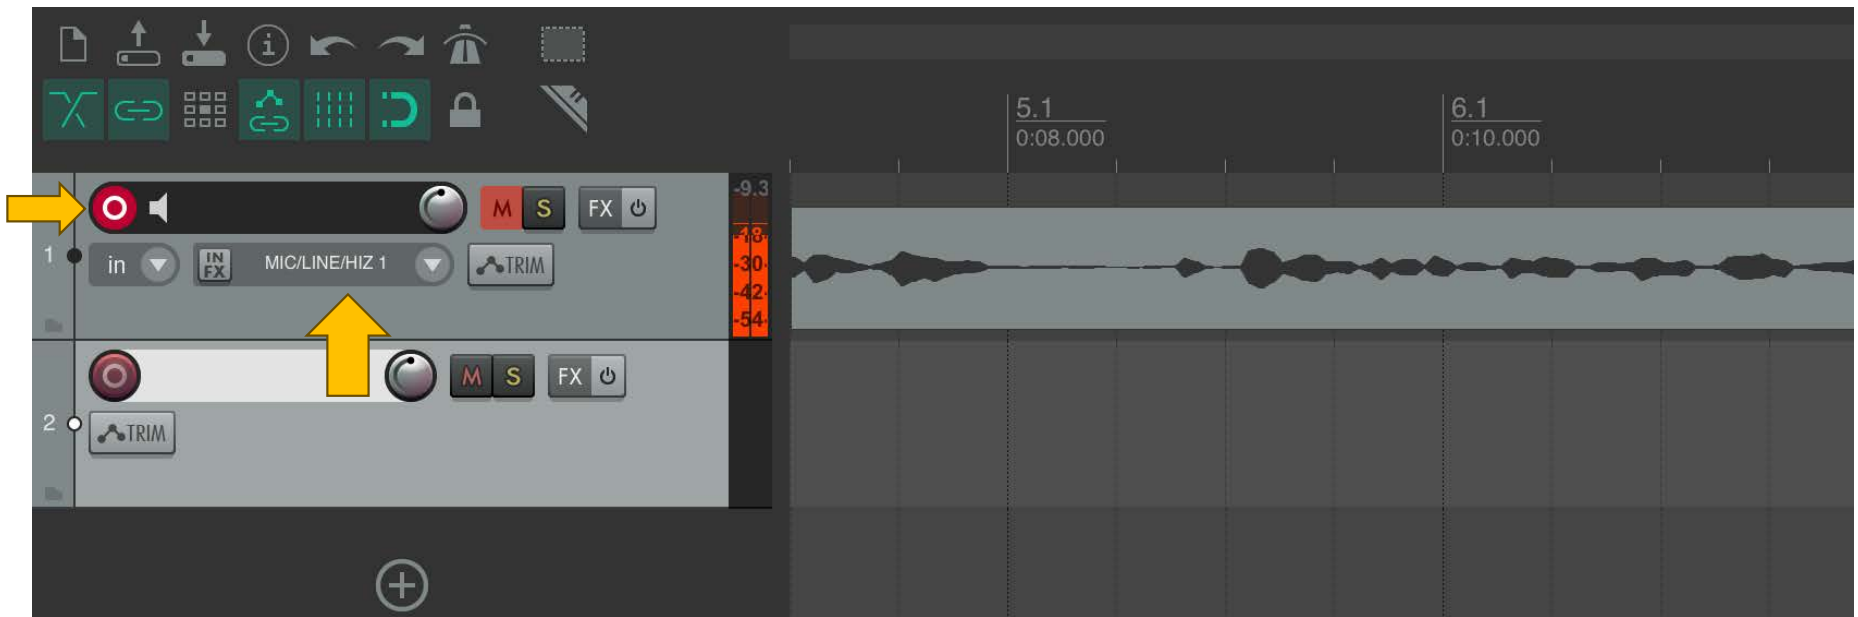 5.1
0:08.000
6.1
0:10.000
M S FX
-9.3
-18-
-30-
-42-
-54-
1
in
IN FX
MIC/LINE/HIZ 1
TRIM
M S FX
2
TRIM